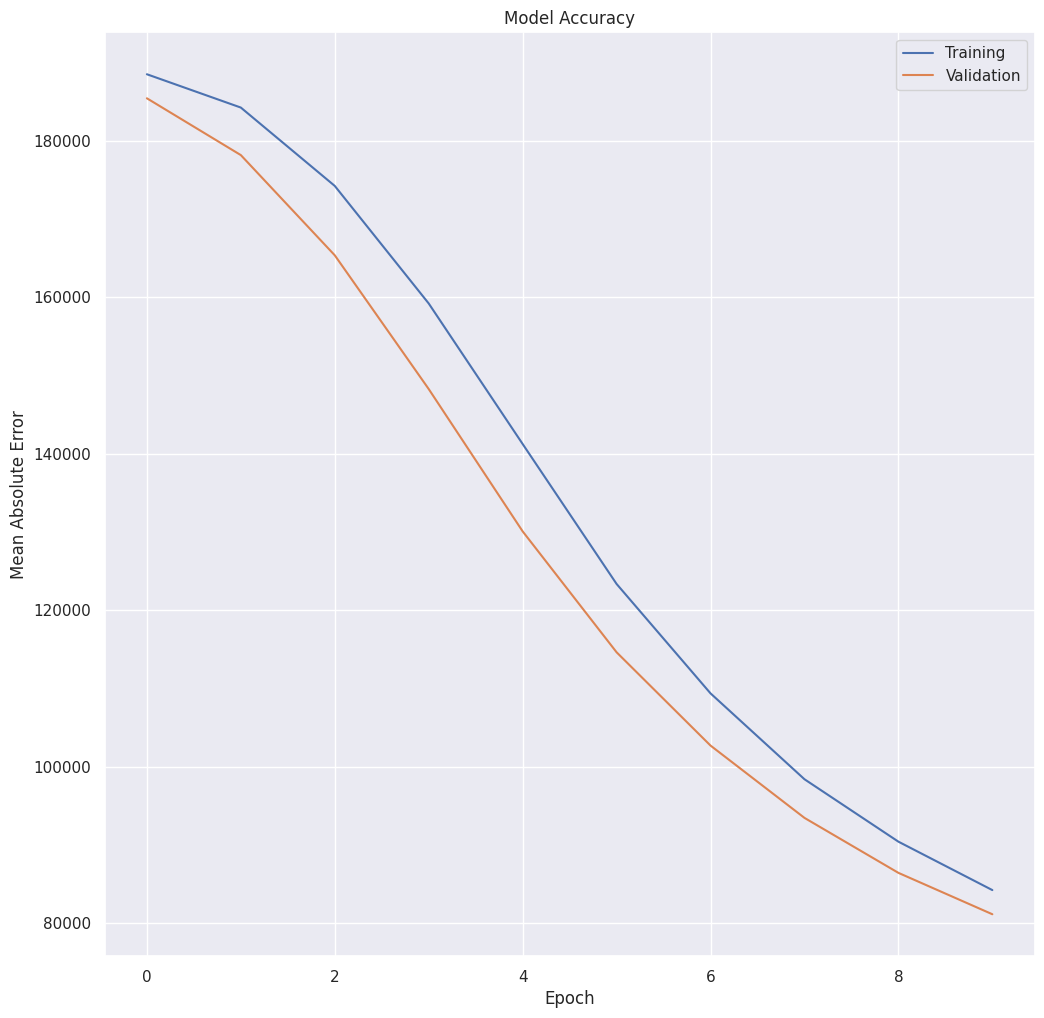 Model Accuracy
Training
Validation
180000
160000
140000
120000
100000
80000
Mean Absolute Error
0
2
4
6
8
Epoch